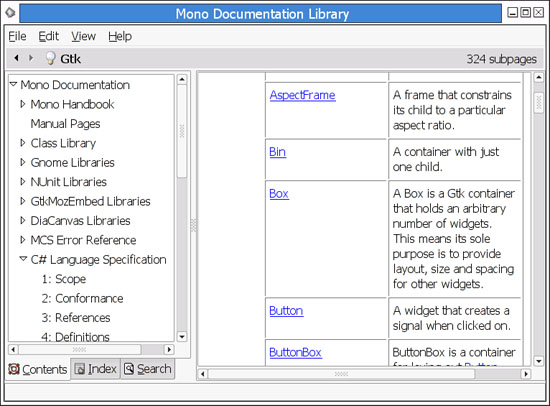 Mono Documentation Library
File Edit View Help
Gtk 324 subpages
Mono Documentation
Mono Handbook
Manual Pages
Class Library
Gnome Libraries
NUnit Libraries
GtkMozEmbed Libraries
DiaCanvas Libraries
MCS Error Reference
C# Language Specification
1: Scope
2: Conformance
3: References
4: Definitions
Contents Index Search
AspectFrame
A frame that constrains
its child to a particular
aspect ratio.
Bin
A container with just
one child.
Box
A Box is a Gtk container
that holds an arbitrary
number of widgets.
This means its sole
purpose is to provide
layout, size and spacing
for other widgets.
Button
A widget that creates a
signal when clicked on.
ButtonBox
ButtonBox is a container
for laying out Button